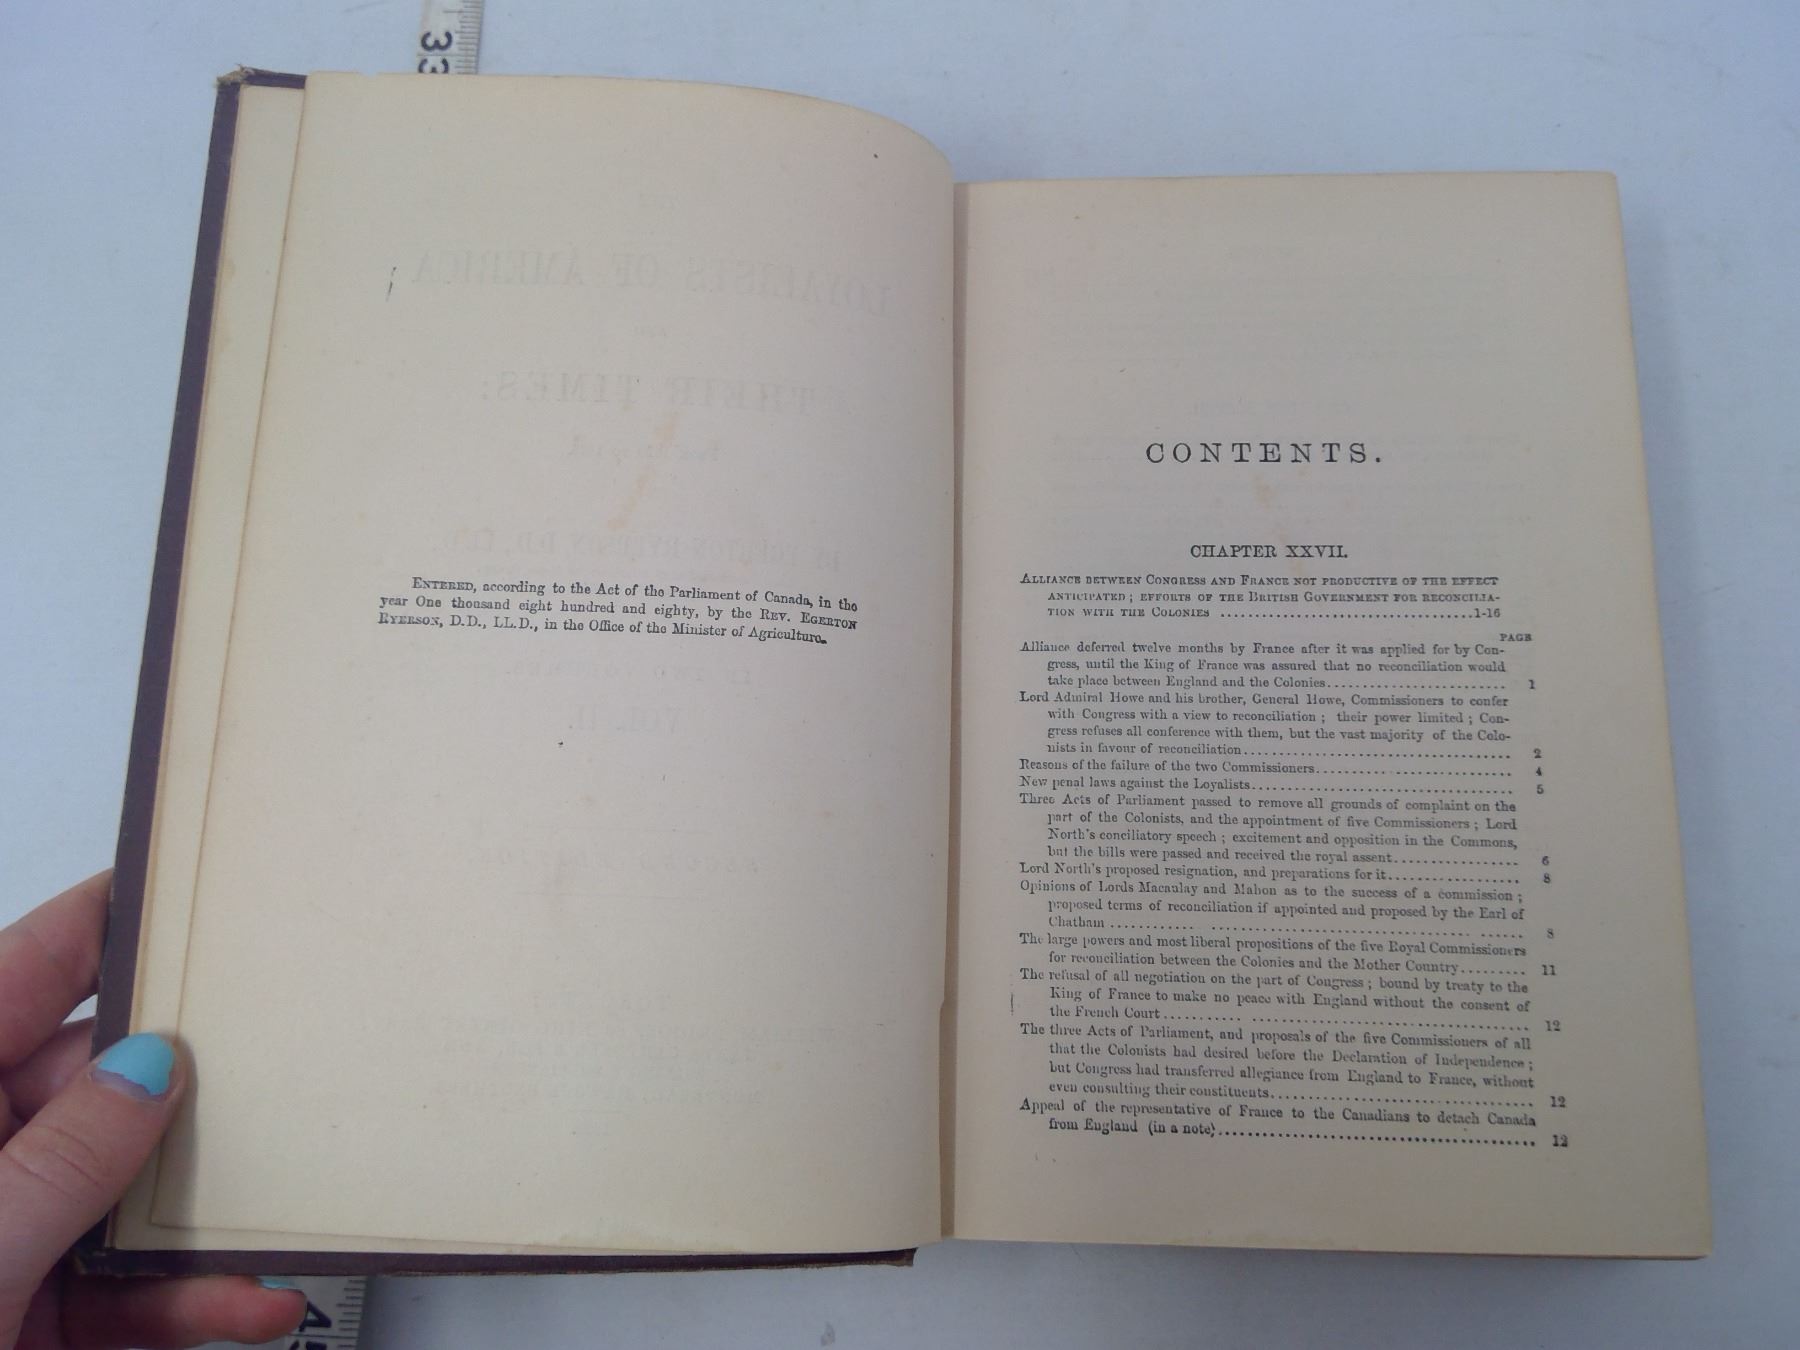 33
ENTERED, according to the Act of the Parliament of Canada, in the
year One thousand eight hundred and eighty, by the REV. EGERTON
RYERSON, D.D., LL.D., in the Office of the Minister of Agriculture.
CONTENTS.
CHAPTER XXVII.
ALLIANCE BETWEEN CONGRESS AND FRANCE NOT PRODUCTIVE OF THE EFFECT
ANTICIPATED ; EFFORTS OF THE BRITISH GOVERNMENT FOR RECONCILIA-
TION WITH THE COLONIES ....................................1-16
PAGE
Alliance deferred twelve months by France after it was applied for by Con-
gress, until the King of France was assured that no reconciliation would
take place between England and the Colonies......................... 1
Lord Admiral Howe and his brother, General Howe, Commissioners to confer
with Congress with a view to reconciliation ; their power limited ; Con-
gress refuses all conference with them, but the vast majority of the Colo-
nists in favour of reconciliation..................................... 2
Reasons of the failure of the two Commissioners........................... 4
New penal laws against the Loyalists..................................... 5
Three Acts of Parliament passed to remove all grounds of complaint on the
part of the Colonists, and the appointment of five Commissioners ; Lord
North's conciliatory speech ; excitement and opposition in the Commons,
but the bills were passed and received the royal assent................. 6
Lord North's proposed resignation, and preparations for it.................. 8
Opinions of Lords Macaulay and Mahon as to the success of a commission ;
proposed terms of reconciliation if appointed and proposed by the Earl of
Chatham ............ ..................................... ...... 8
The large powers and most liberal propositions of the five Royal Commissioners
for reconciliation between the Colonies and the Mother Country......... 11
The refusal of all negotiation on the part of Congress ; bound by treaty to the
King of France to make no peace with England without the consent of
the French Court........... ....................................... 12
The three Acts of Parliament, and proposals of the five Commissioners of all
that the Colonists had desired before the Declaration of Independence ;
but Congress had transferred allegiance from England to France, without
even consulting their constituents..................................... 12
Appeal of the representative of France to the Canadians to detach Canada
from England (in a note)............................................ 12
45